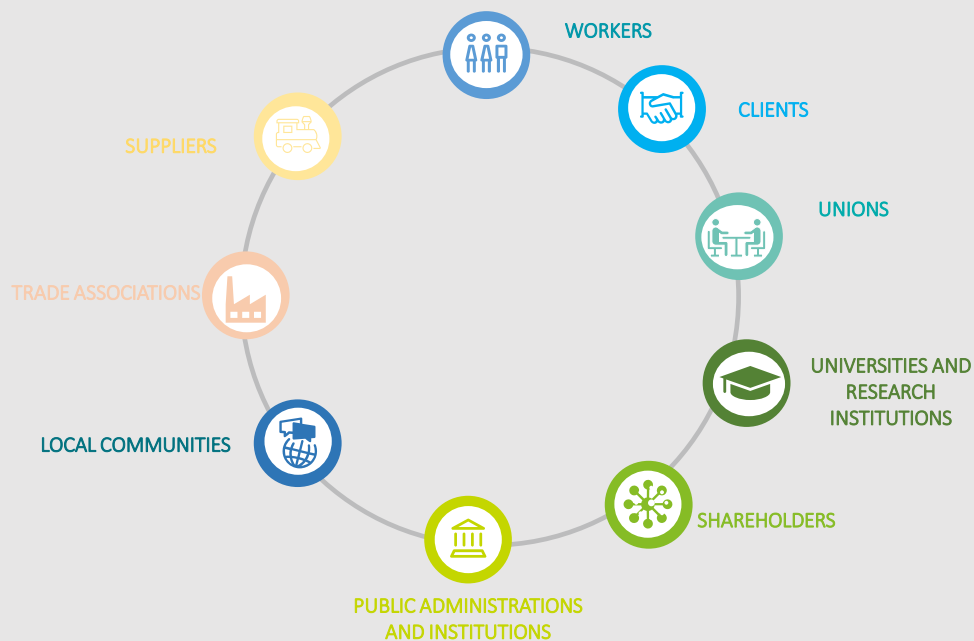 WORKERS
CLIENTS
SUPPLIERS
UNIONS
TRADE ASSOCIATIONS
UNIVERSITIES AND
RESEARCH
INSTITUTIONS
LOCAL COMMUNITIES
SHAREHOLDERS
PUBLIC ADMINISTRATIONS
AND INSTITUTIONS